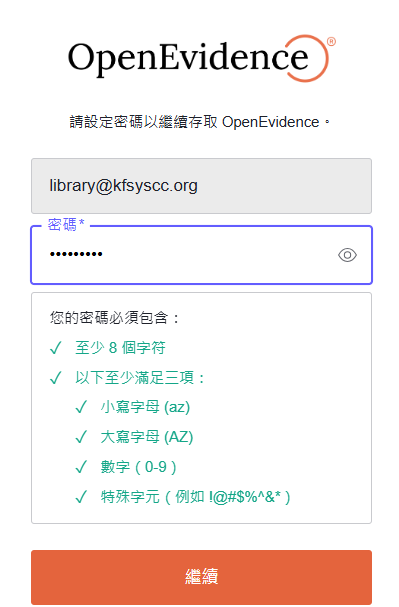 OpenEvidence®
請設定密碼以繼續存取 OpenEvidence。
library@kfsyscc.org
密碼*
•••••••••
您的密碼必須包含：
✓ 至少 8 個字符
✓ 以下至少滿足三項：
✓ 小寫字母 (az)
✓ 大寫字母 (AZ)
✓ 數字（0-9）
✓ 特殊字元（例如 !@#$%^&*）
繼續